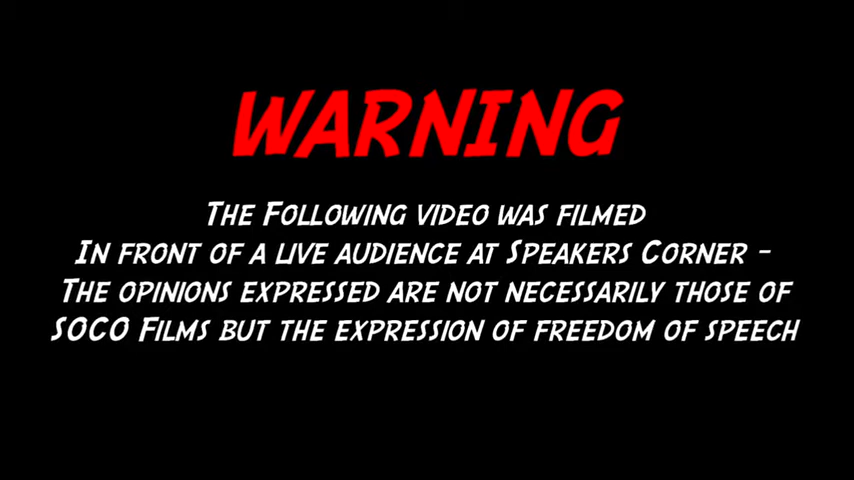 WARNING
THE FOLLOWING VIDEO WAS FILMED
IN FRONT OF A LIVE AUDIENCE AT SPEAKERS CORNER -
THE OPINIONS EXPRESSED ARE NOT NECESSARILY THOSE OF
SOCO FILMS BUT THE EXPRESSION OF FREEDOM OF SPEECH